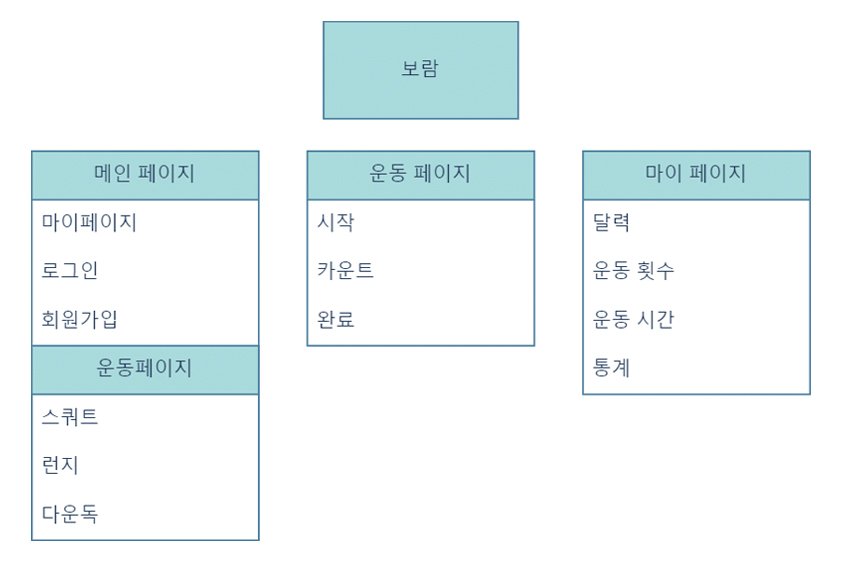 보람
메인 페이지
마이페이지
로그인
회원가입
운동페이지
스쿼트
런지
다운독
운동 페이지
시작
카운트
완료
마이 페이지
달력
운동 횟수
운동 시간
통계